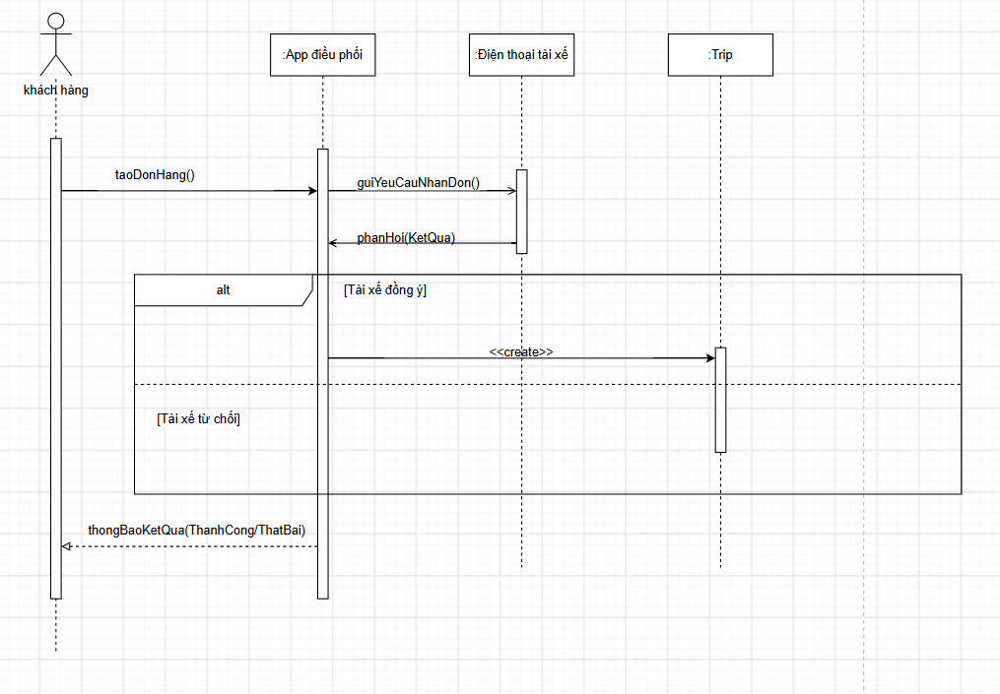 :App điều phối
:Điện thoại tài xế
:Trip
khách hàng
taoDonHang()
guiYeuCauNhanDon()
phanHoi(KetQua)
alt
[Tài xế đồng ý]
<<create>>
[Tài xế từ chối]
thongBaoKetQua(ThanhCong/ThatBai)